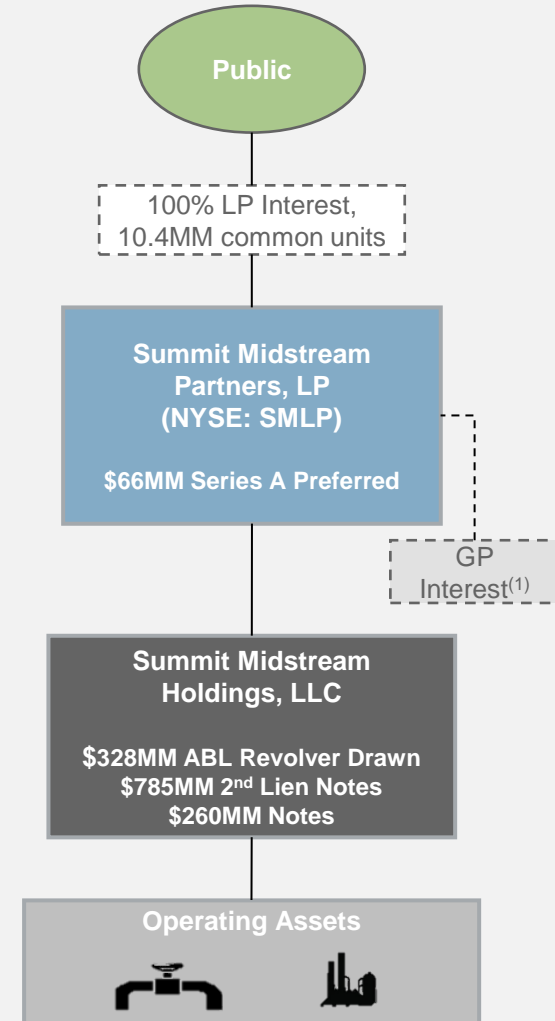 Public
100% LP Interest,
10.4MM common units
Summit Midstream
Partners, LP
(NYSE: SMLP)
$66MM Series A Preferred
GP
Interest(1)
Summit Midstream
Holdings, LLC
$328MM ABL Revolver Drawn
$785MM 2nd Lien Notes
$260MM Notes
Operating Assets